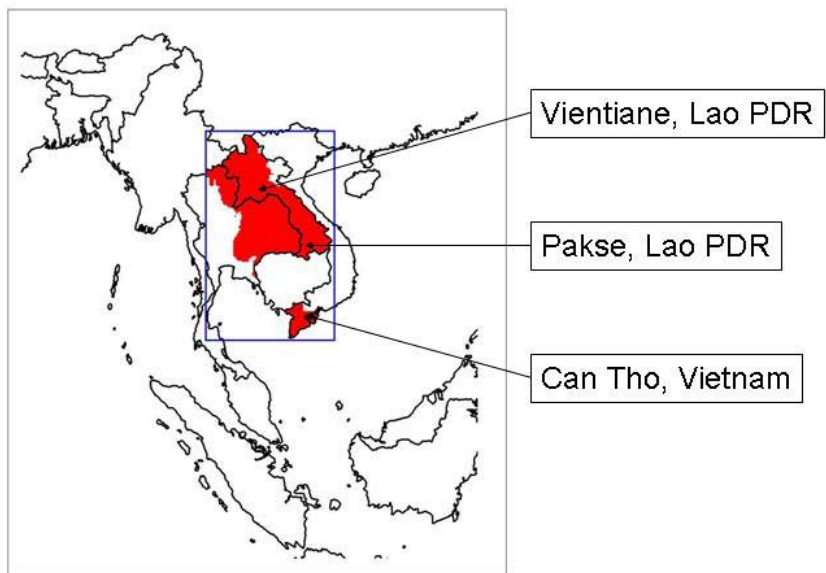 Vientiane, Lao PDR
Pakse, Lao PDR
Can Tho, Vietnam